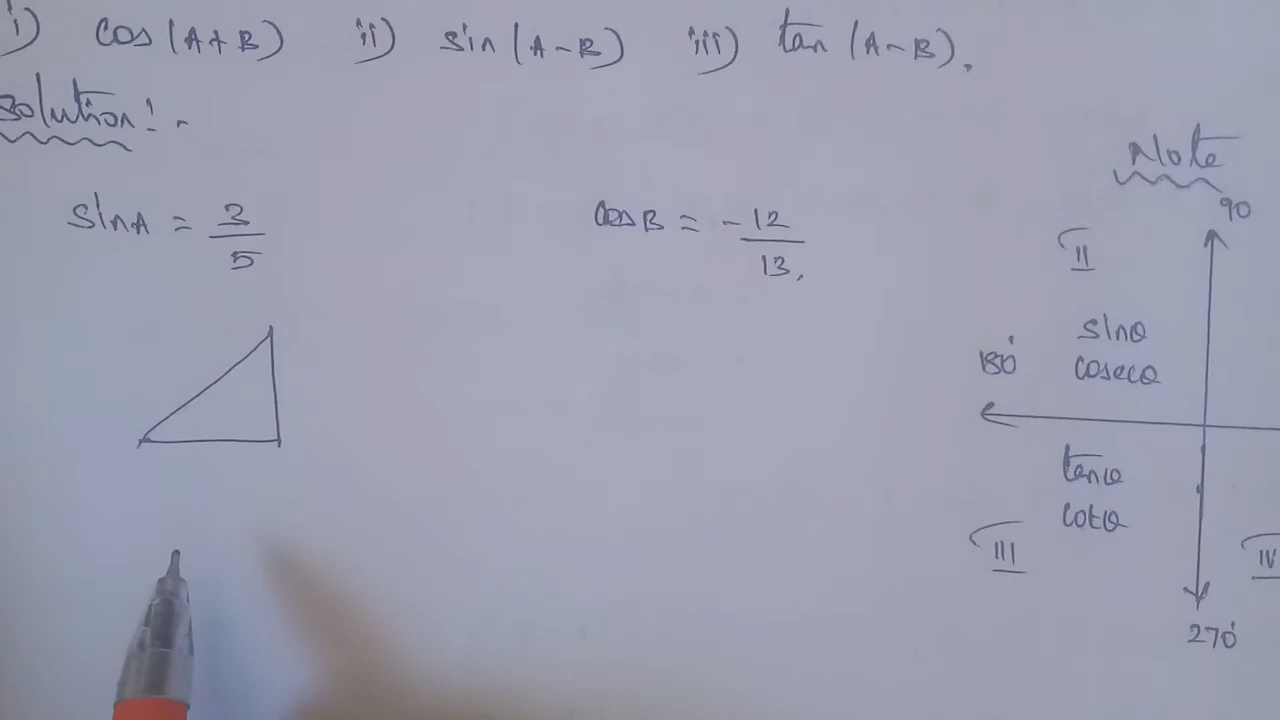 i) cos (A+B) ii) sin (A-B) iii) tan (A-B).
Solution:-
sinA = 3/5
cosB = -12/13.
Note
90
II
sinθ
cosecθ
180°
tanθ
cotθ
III
IV
270°